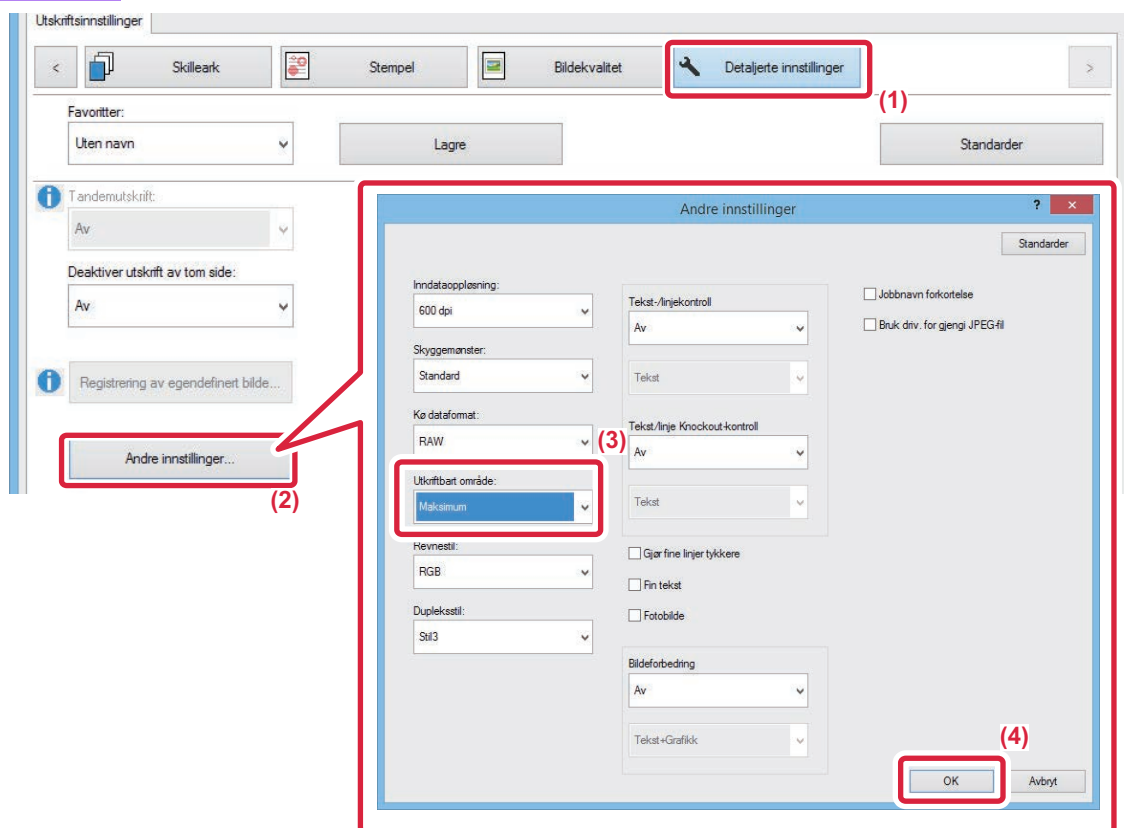 Utskriftsinnstillinger
< Skilleark Stempel Bildekvalitet Detaljerte innstillinger >
(1)
Favoritter:
Uten navn Lagre Standarder
Tandemutskrift:
Av
Deaktiver utskrift av tom side:
Av
Registrering av egendefinert bilde...
Andre innstillinger...
(2)
Andre innstillinger ? ×
Standarder
Inndataoppløsning:
600 dpi
Skyggemønster:
Standard
Kø dataformat:
RAW
(3)
Utkriftbart område:
Maksimum
Revnestil:
RGB
Dupleksstil:
Stil3
Tekst-/linjekontroll
Av
Tekst
Tekst/linje Knockout-kontroll
Av
Tekst
Gjør fine linjer tykkere
Fin tekst
Fotobilde
Bildeforbedring
Av
Tekst+Grafikk
Jobbnavn forkortelse
Bruk driv. for gjengi JPEG-fil
(4)
OK Avbryt